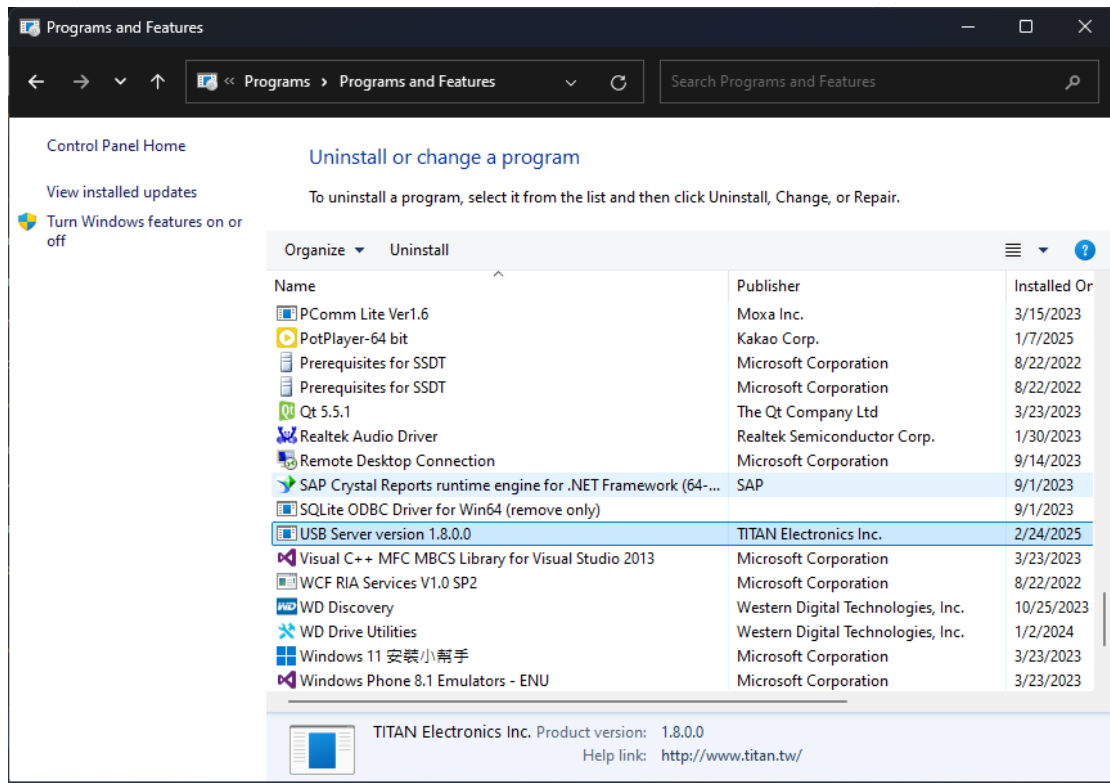 Programs and Features
« Programs › Programs and Features
Search Programs and Features
Control Panel Home
View installed updates
Turn Windows features on or
off
Uninstall or change a program
To uninstall a program, select it from the list and then click Uninstall, Change, or Repair.
Organize Uninstall
Name Publisher Installed Or
PComm Lite Ver1.6 Moxa Inc. 3/15/2023
PotPlayer-64 bit Kakao Corp. 1/7/2025
Prerequisites for SSDT Microsoft Corporation 8/22/2022
Prerequisites for SSDT Microsoft Corporation 8/22/2022
Qt 5.5.1 The Qt Company Ltd 3/23/2023
Realtek Audio Driver Realtek Semiconductor Corp. 1/30/2023
Remote Desktop Connection Microsoft Corporation 9/14/2023
SAP Crystal Reports runtime engine for .NET Framework (64-... SAP 9/1/2023
SQLite ODBC Driver for Win64 (remove only) 9/1/2023
USB Server version 1.8.0.0 TITAN Electronics Inc. 2/24/2025
Visual C++ MFC MBCS Library for Visual Studio 2013 Microsoft Corporation 3/23/2023
WCF RIA Services V1.0 SP2 Microsoft Corporation 8/22/2022
WD Discovery Western Digital Technologies, Inc. 10/25/2023
WD Drive Utilities Western Digital Technologies, Inc. 1/2/2024
Windows 11 安裝小幫手 Microsoft Corporation 3/23/2023
Windows Phone 8.1 Emulators - ENU Microsoft Corporation 3/23/2023
TITAN Electronics Inc. Product version: 1.8.0.0
Help link: http://www.titan.tw/